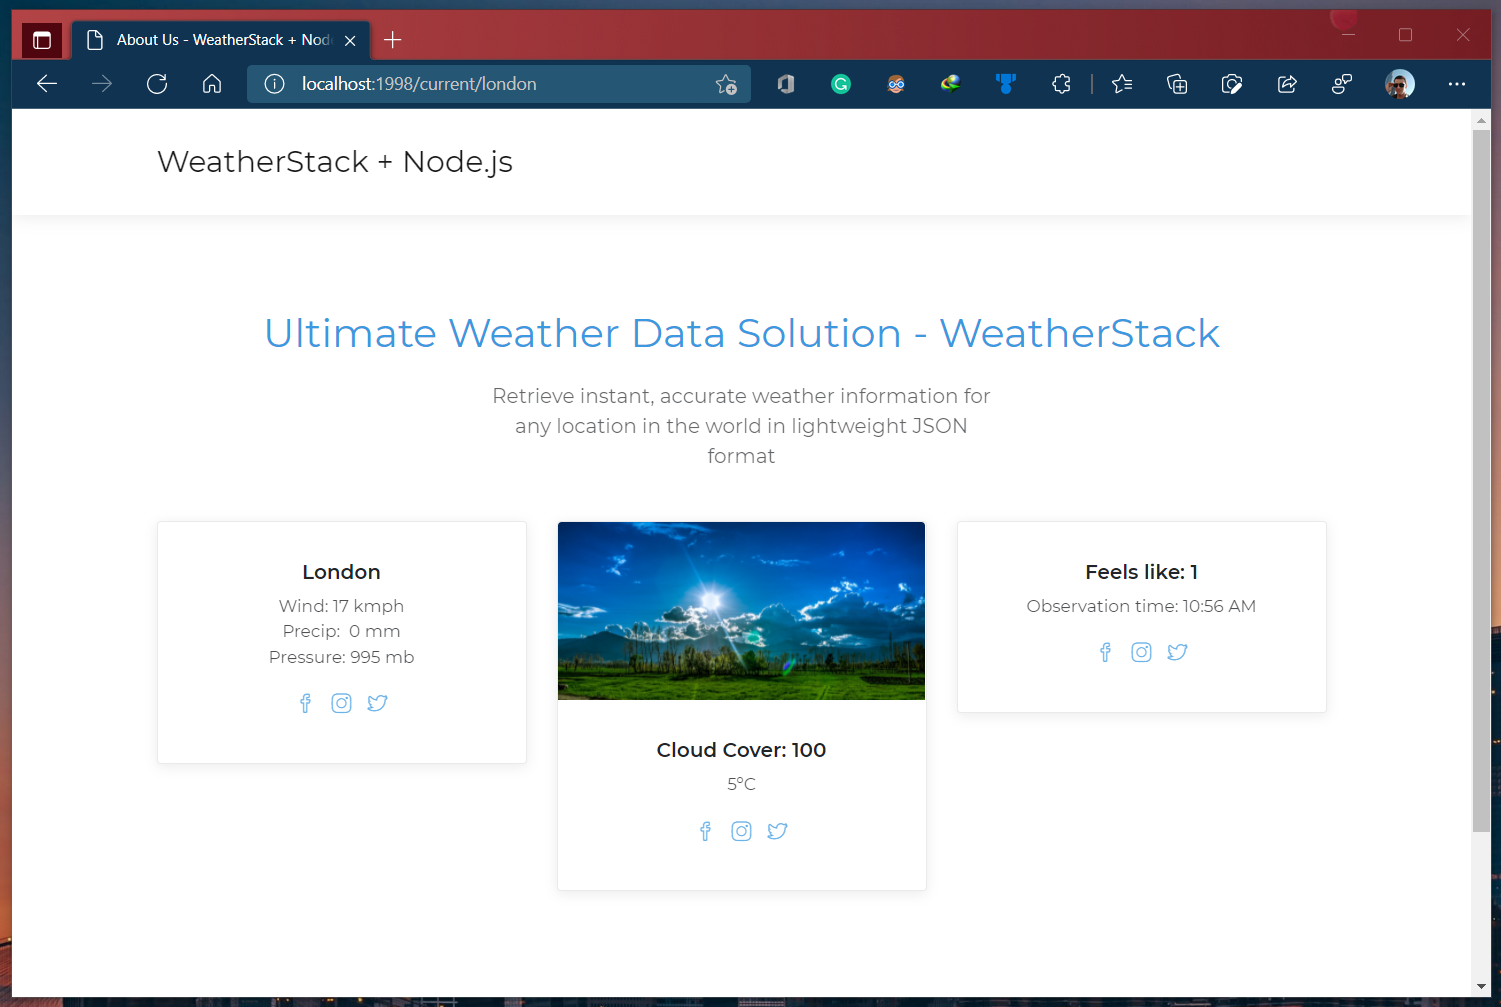 About Us - WeatherStack + Nod
localhost:1998/current/london
WeatherStack + Node.js
Ultimate Weather Data Solution - WeatherStack
Retrieve instant, accurate weather information for
any location in the world in lightweight JSON
format
London
Wind: 17 kmph
Precip:  0 mm
Pressure: 995 mb
Cloud Cover: 100
5°C
Feels like: 1
Observation time: 10:56 AM